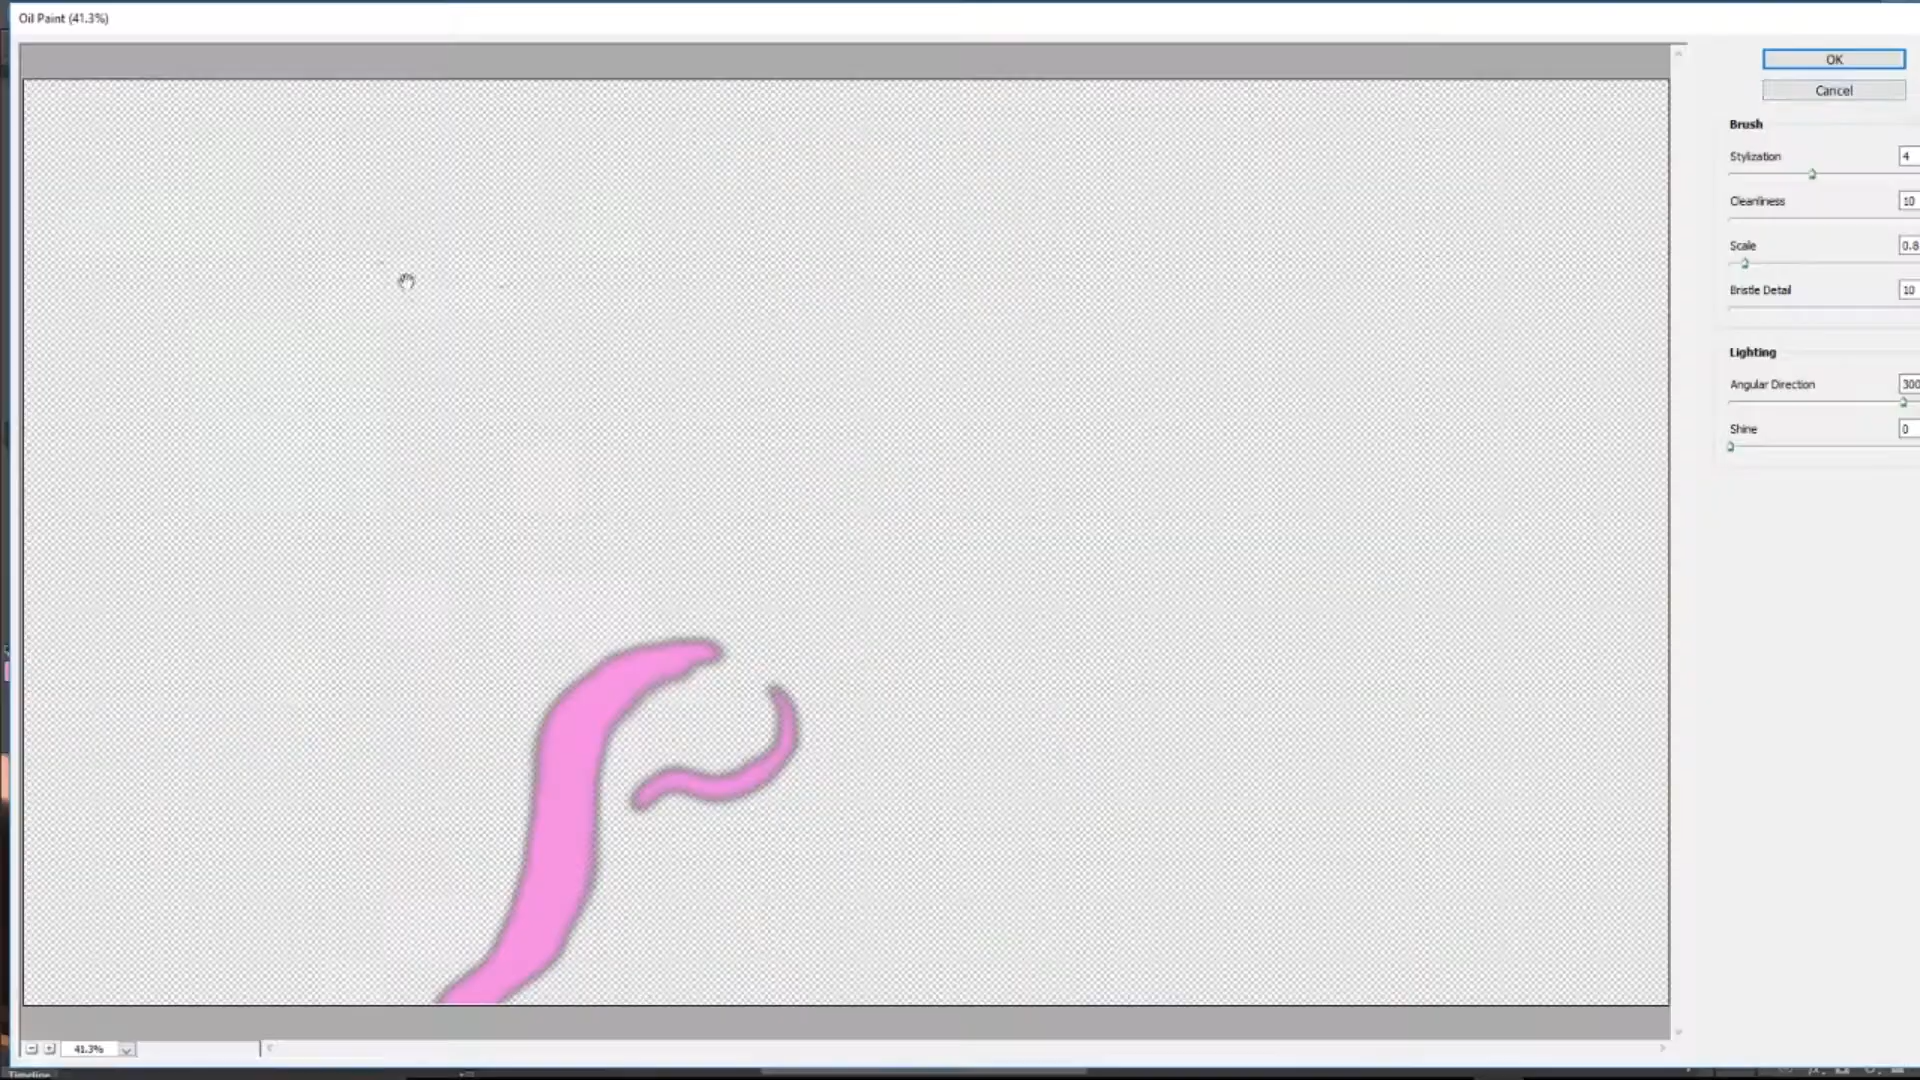 Oil Paint (41.3%)
OK
Cancel
Brush
Stylization
4
Cleanliness
10
Scale
0.8
Bristle Detail
10
Lighting
Angular Direction
300
Shine
0
41.3%
Timeline